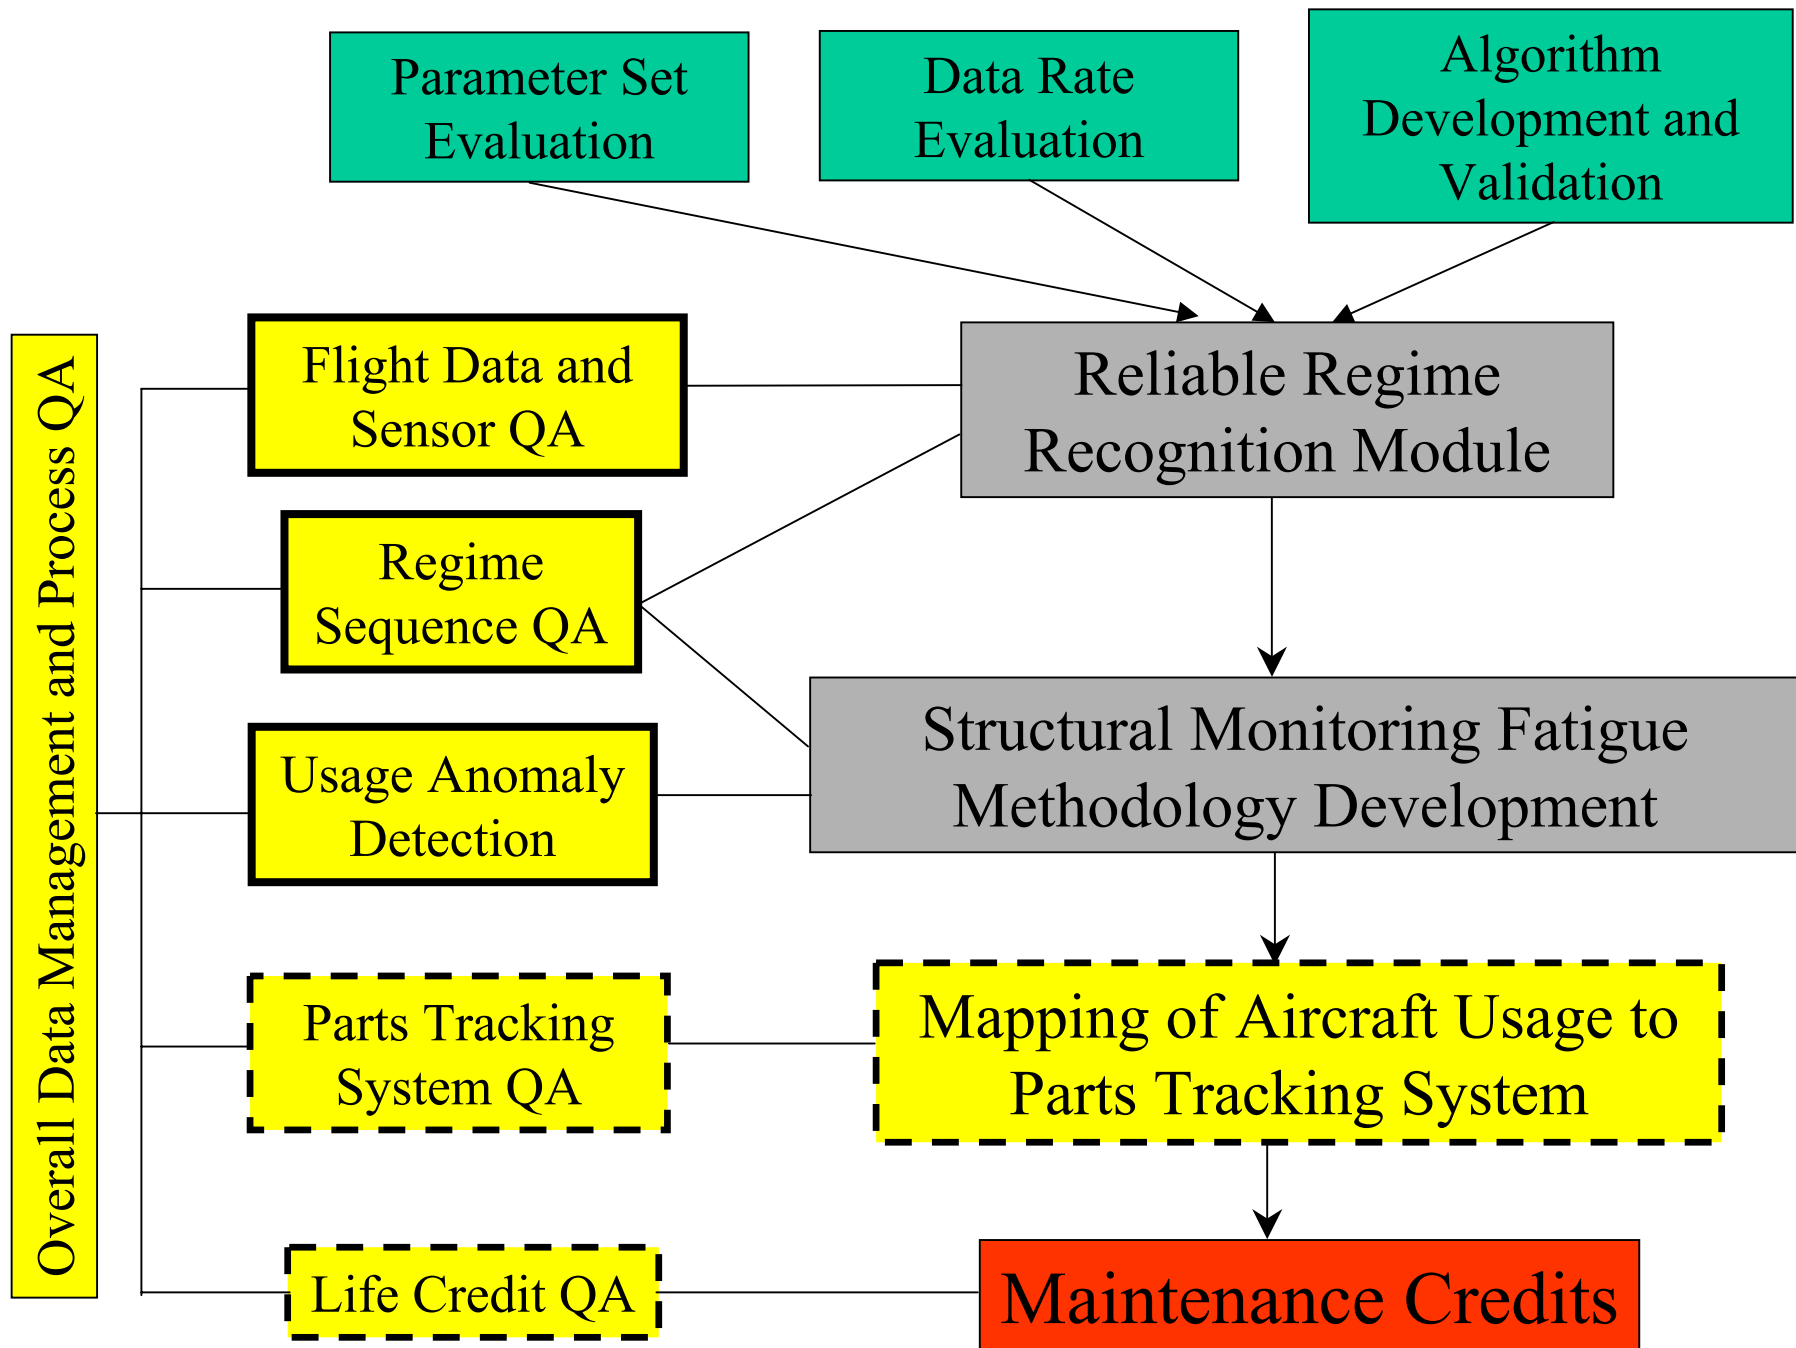 Parameter Set
Evaluation
Data Rate
Evaluation
Algorithm
Development and
Validation
Overall Data Management and Process QA
Flight Data and
Sensor QA
Reliable Regime
Recognition Module
Regime
Sequence QA
Structural Monitoring Fatigue
Methodology Development
Usage Anomaly
Detection
Parts Tracking
System QA
Mapping of Aircraft Usage to
Parts Tracking System
Life Credit QA
Maintenance Credits